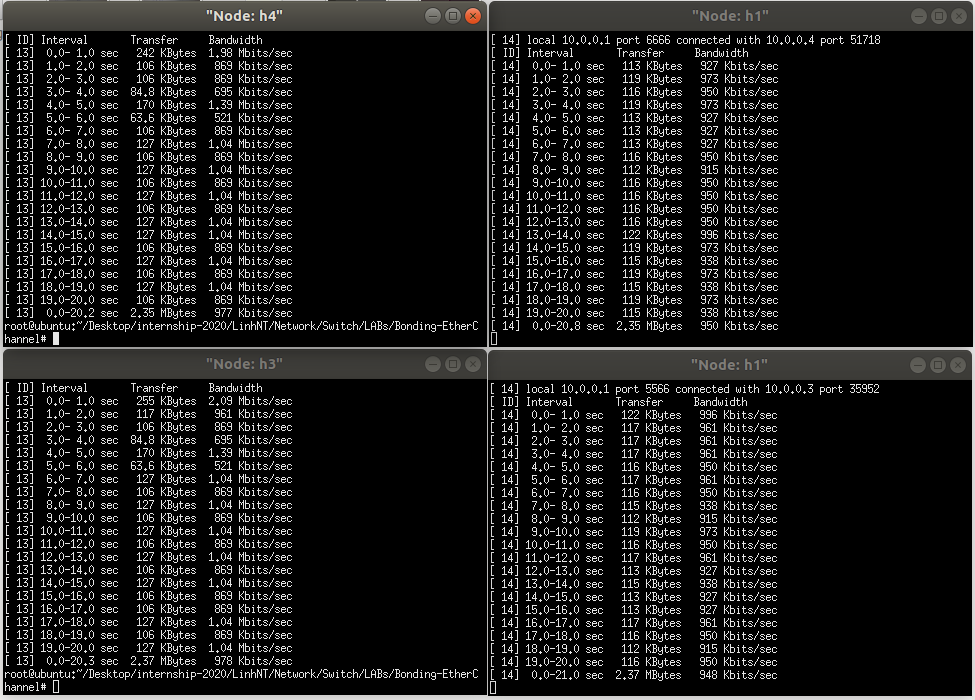 "Node: h4"
[ ID] Interval       Transfer     Bandwidth
[ 13]  0.0- 1.0 sec   242 KBytes  1.98 Mbits/sec
[ 13]  1.0- 2.0 sec   106 KBytes   869 Kbits/sec
[ 13]  2.0- 3.0 sec   106 KBytes   869 Kbits/sec
[ 13]  3.0- 4.0 sec  84.8 KBytes   695 Kbits/sec
[ 13]  4.0- 5.0 sec   170 KBytes  1.39 Mbits/sec
[ 13]  5.0- 6.0 sec  63.6 KBytes   521 Kbits/sec
[ 13]  6.0- 7.0 sec   106 KBytes   869 Kbits/sec
[ 13]  7.0- 8.0 sec   127 KBytes  1.04 Mbits/sec
[ 13]  8.0- 9.0 sec   106 KBytes   869 Kbits/sec
[ 13]  9.0-10.0 sec   127 KBytes  1.04 Mbits/sec
[ 13] 10.0-11.0 sec   106 KBytes   869 Kbits/sec
[ 13] 11.0-12.0 sec   127 KBytes  1.04 Mbits/sec
[ 13] 12.0-13.0 sec   106 KBytes   869 Kbits/sec
[ 13] 13.0-14.0 sec   127 KBytes  1.04 Mbits/sec
[ 13] 14.0-15.0 sec   127 KBytes  1.04 Mbits/sec
[ 13] 15.0-16.0 sec   106 KBytes   869 Kbits/sec
[ 13] 16.0-17.0 sec   127 KBytes  1.04 Mbits/sec
[ 13] 17.0-18.0 sec   106 KBytes   869 Kbits/sec
[ 13] 18.0-19.0 sec   127 KBytes  1.04 Mbits/sec
[ 13] 19.0-20.0 sec   106 KBytes   869 Kbits/sec
[ 13]  0.0-20.2 sec  2.35 MBytes   977 Kbits/sec
root@ubuntu:~/Desktop/internship-2020/LinhNT/Network/Switch/LABs/Bonding-EtherC
hannel#
"Node: h1"
[ 14] local 10.0.0.1 port 6666 connected with 10.0.0.4 port 51718
[ ID] Interval       Transfer     Bandwidth
[ 14]  0.0- 1.0 sec   113 KBytes   927 Kbits/sec
[ 14]  1.0- 2.0 sec   119 KBytes   973 Kbits/sec
[ 14]  2.0- 3.0 sec   116 KBytes   950 Kbits/sec
[ 14]  3.0- 4.0 sec   119 KBytes   973 Kbits/sec
[ 14]  4.0- 5.0 sec   113 KBytes   927 Kbits/sec
[ 14]  5.0- 6.0 sec   113 KBytes   927 Kbits/sec
[ 14]  6.0- 7.0 sec   113 KBytes   927 Kbits/sec
[ 14]  7.0- 8.0 sec   116 KBytes   950 Kbits/sec
[ 14]  8.0- 9.0 sec   112 KBytes   915 Kbits/sec
[ 14]  9.0-10.0 sec   116 KBytes   950 Kbits/sec
[ 14] 10.0-11.0 sec   116 KBytes   950 Kbits/sec
[ 14] 11.0-12.0 sec   116 KBytes   950 Kbits/sec
[ 14] 12.0-13.0 sec   116 KBytes   950 Kbits/sec
[ 14] 13.0-14.0 sec   122 KBytes   996 Kbits/sec
[ 14] 14.0-15.0 sec   119 KBytes   973 Kbits/sec
[ 14] 15.0-16.0 sec   115 KBytes   938 Kbits/sec
[ 14] 16.0-17.0 sec   119 KBytes   973 Kbits/sec
[ 14] 17.0-18.0 sec   115 KBytes   938 Kbits/sec
[ 14] 18.0-19.0 sec   119 KBytes   973 Kbits/sec
[ 14] 19.0-20.0 sec   115 KBytes   938 Kbits/sec
[ 14]  0.0-20.8 sec  2.35 MBytes   950 Kbits/sec
"Node: h3"
[ ID] Interval       Transfer     Bandwidth
[ 13]  0.0- 1.0 sec   255 KBytes  2.09 Mbits/sec
[ 13]  1.0- 2.0 sec   117 KBytes   961 Kbits/sec
[ 13]  2.0- 3.0 sec   106 KBytes   869 Kbits/sec
[ 13]  3.0- 4.0 sec  84.8 KBytes   695 Kbits/sec
[ 13]  4.0- 5.0 sec   170 KBytes  1.39 Mbits/sec
[ 13]  5.0- 6.0 sec  63.6 KBytes   521 Kbits/sec
[ 13]  6.0- 7.0 sec   127 KBytes  1.04 Mbits/sec
[ 13]  7.0- 8.0 sec   106 KBytes   869 Kbits/sec
[ 13]  8.0- 9.0 sec   127 KBytes  1.04 Mbits/sec
[ 13]  9.0-10.0 sec   106 KBytes   869 Kbits/sec
[ 13] 10.0-11.0 sec   127 KBytes  1.04 Mbits/sec
[ 13] 11.0-12.0 sec   106 KBytes   869 Kbits/sec
[ 13] 12.0-13.0 sec   127 KBytes  1.04 Mbits/sec
[ 13] 13.0-14.0 sec   106 KBytes   869 Kbits/sec
[ 13] 14.0-15.0 sec   127 KBytes  1.04 Mbits/sec
[ 13] 15.0-16.0 sec   106 KBytes   869 Kbits/sec
[ 13] 16.0-17.0 sec   106 KBytes   869 Kbits/sec
[ 13] 17.0-18.0 sec   127 KBytes  1.04 Mbits/sec
[ 13] 18.0-19.0 sec   106 KBytes   869 Kbits/sec
[ 13] 19.0-20.0 sec   127 KBytes  1.04 Mbits/sec
[ 13]  0.0-20.3 sec  2.37 MBytes   978 Kbits/sec
root@ubuntu:~/Desktop/internship-2020/LinhNT/Network/Switch/LABs/Bonding-EtherC
hannel#
"Node: h1"
[ 14] local 10.0.0.1 port 5566 connected with 10.0.0.3 port 35952
[ ID] Interval       Transfer     Bandwidth
[ 14]  0.0- 1.0 sec   122 KBytes   996 Kbits/sec
[ 14]  1.0- 2.0 sec   117 KBytes   961 Kbits/sec
[ 14]  2.0- 3.0 sec   117 KBytes   961 Kbits/sec
[ 14]  3.0- 4.0 sec   117 KBytes   961 Kbits/sec
[ 14]  4.0- 5.0 sec   116 KBytes   950 Kbits/sec
[ 14]  5.0- 6.0 sec   117 KBytes   961 Kbits/sec
[ 14]  6.0- 7.0 sec   116 KBytes   950 Kbits/sec
[ 14]  7.0- 8.0 sec   115 KBytes   938 Kbits/sec
[ 14]  8.0- 9.0 sec   112 KBytes   915 Kbits/sec
[ 14]  9.0-10.0 sec   119 KBytes   973 Kbits/sec
[ 14] 10.0-11.0 sec   116 KBytes   950 Kbits/sec
[ 14] 11.0-12.0 sec   117 KBytes   961 Kbits/sec
[ 14] 12.0-13.0 sec   113 KBytes   927 Kbits/sec
[ 14] 13.0-14.0 sec   115 KBytes   938 Kbits/sec
[ 14] 14.0-15.0 sec   113 KBytes   927 Kbits/sec
[ 14] 15.0-16.0 sec   113 KBytes   927 Kbits/sec
[ 14] 16.0-17.0 sec   117 KBytes   961 Kbits/sec
[ 14] 17.0-18.0 sec   116 KBytes   950 Kbits/sec
[ 14] 18.0-19.0 sec   112 KBytes   915 Kbits/sec
[ 14] 19.0-20.0 sec   116 KBytes   950 Kbits/sec
[ 14]  0.0-21.0 sec  2.37 MBytes   948 Kbits/sec